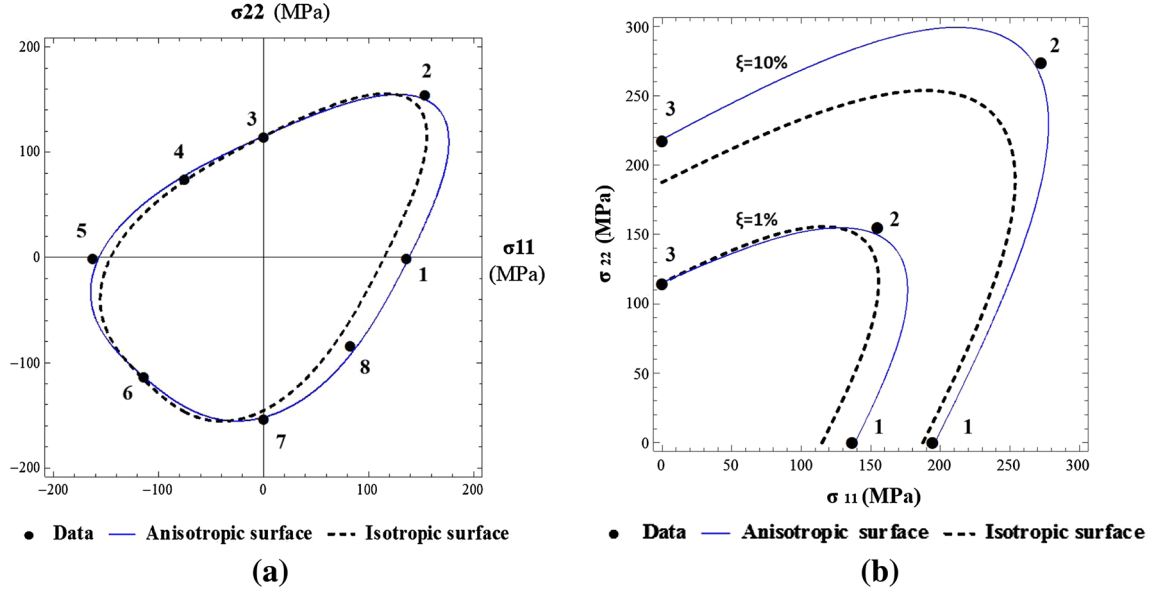 σ22 (MPa)
200
100
0
−100
−200
−200
−100
0
100
200
σ11
(MPa)
1
2
3
4
5
6
7
8
Data
Anisotropic surface
Isotropic surface
(a)
σ 22 (MPa)
300
250
200
150
100
50
0
0
50
100
150
200
250
300
σ 11 (MPa)
ξ=10%
ξ=1%
3
2
3
2
1
1
Data
Anisotropic surface
Isotropic surface
(b)